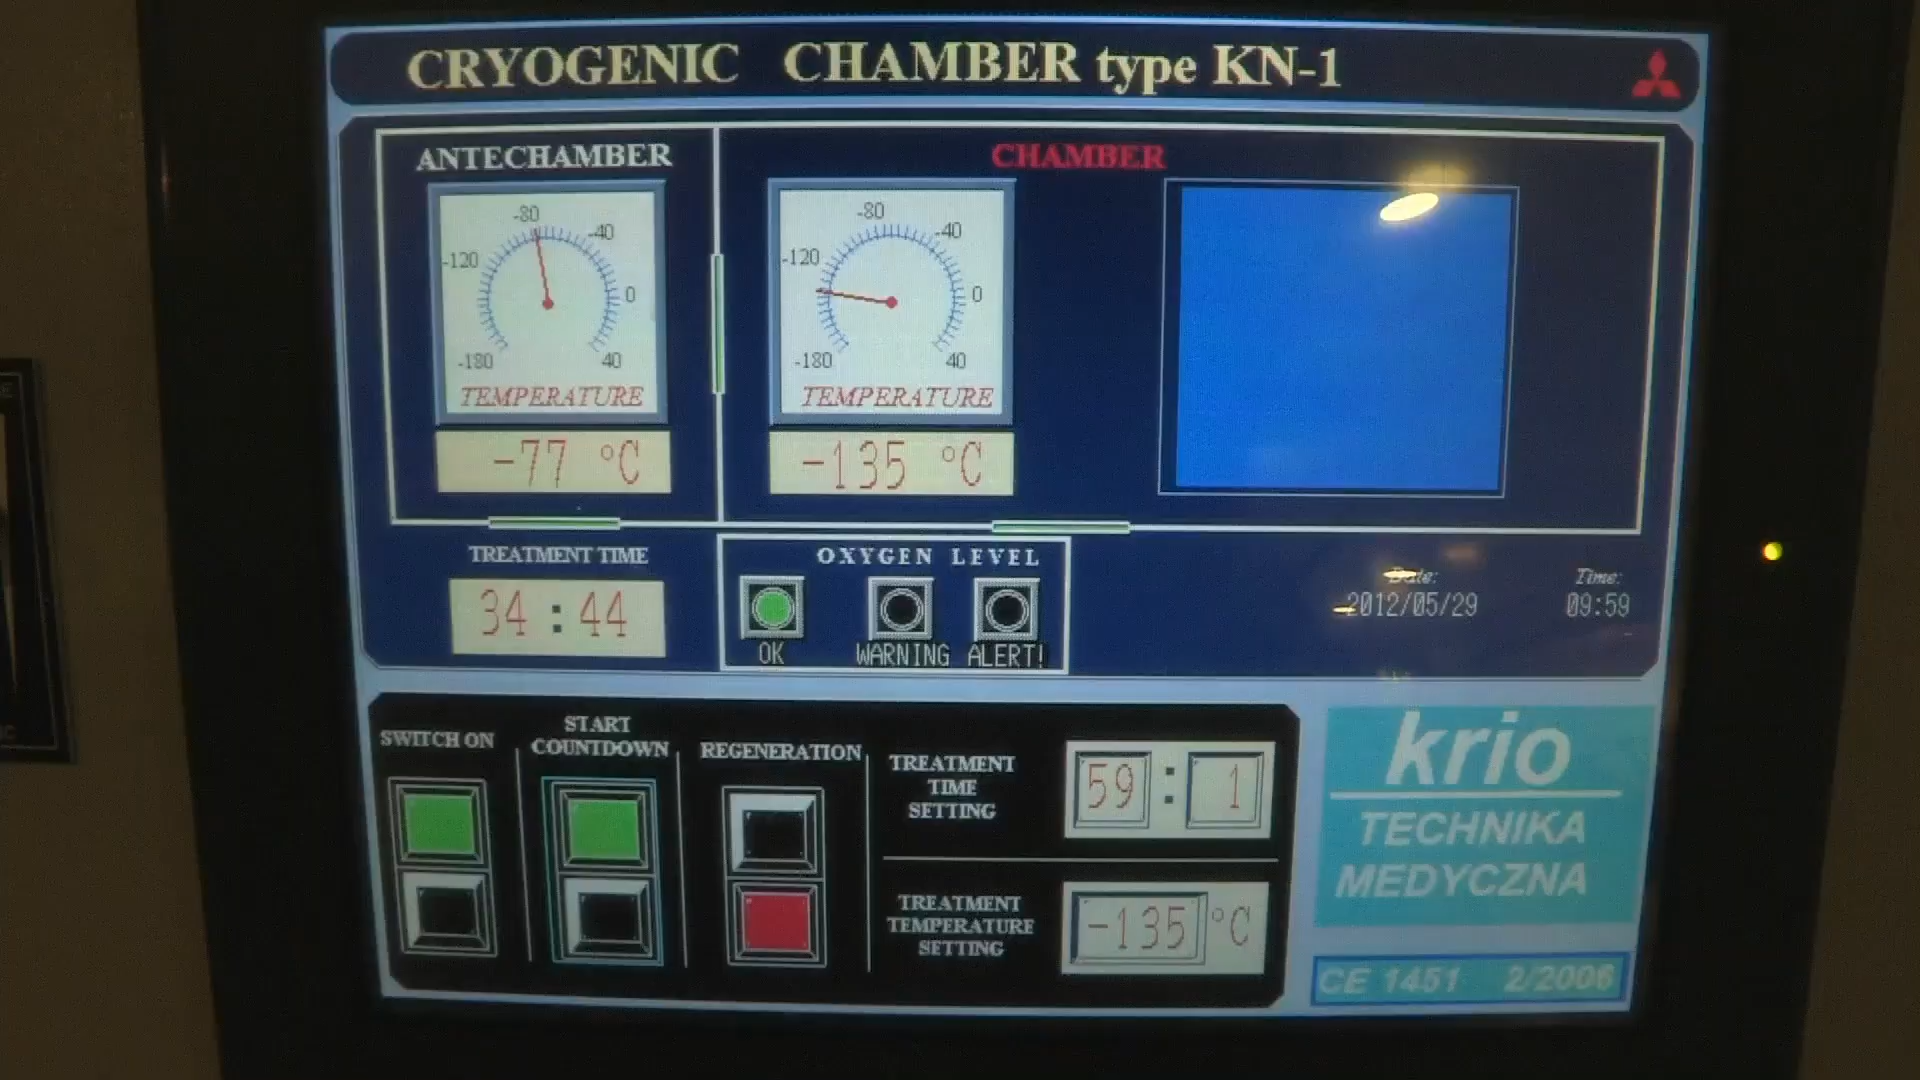 CRYOGENIC CHAMBER type KN-1
ANTECHAMBER
CHAMBER
-80
-40
-120
0
-180
40
TEMPERATURE
-77 °C
-80
-40
-120
0
-180
40
TEMPERATURE
-135 °C
TREATMENT TIME
34 : 44
OXYGEN LEVEL
OK
WARNING
ALERT!
Date:
2012/05/29
Time:
09:59
SWITCH ON
START
COUNTDOWN
REGENERATION
TREATMENT
TIME
SETTING
59 : 1
TREATMENT
TEMPERATURE
SETTING
-135 °C
krio
TECHNIKA
MEDYCZNA
CE 1451 2/2006